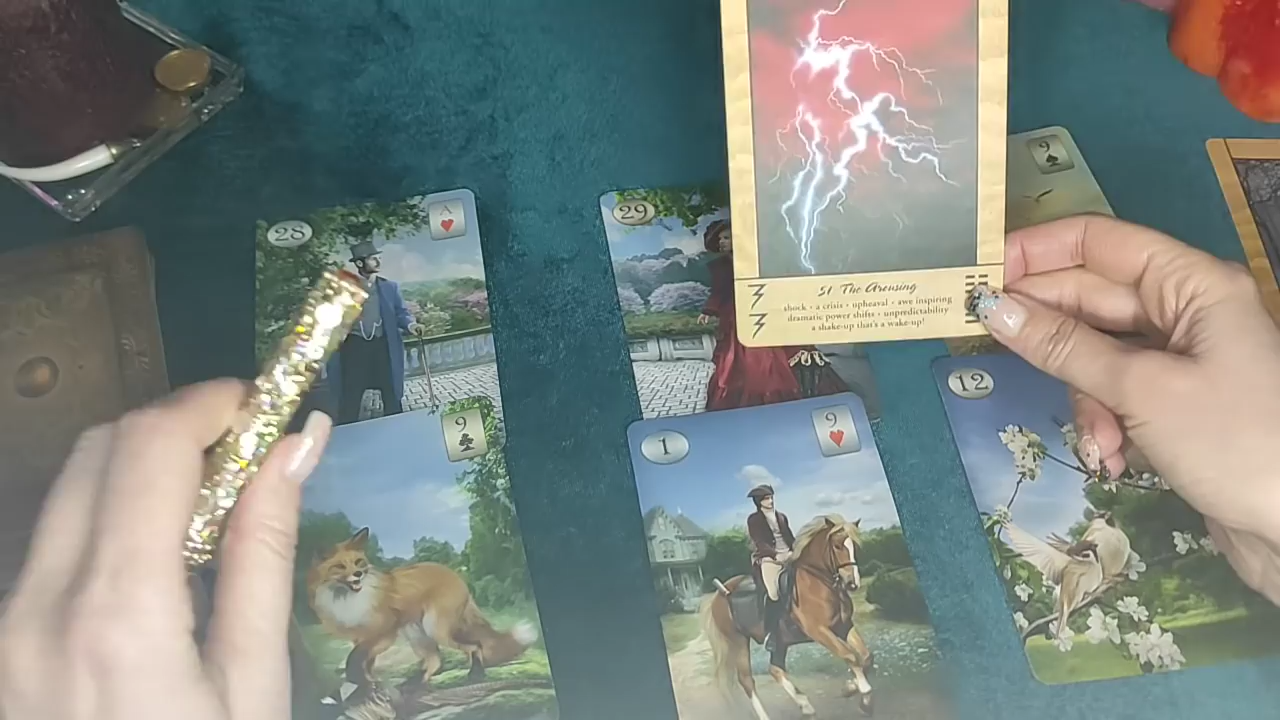 28
A
29
9
51 The Arousing
shock • a crisis • upheaval • awe inspiring
dramatic power shifts • unpredictability
a shake-up that's a wake-up!
9
1
9
12